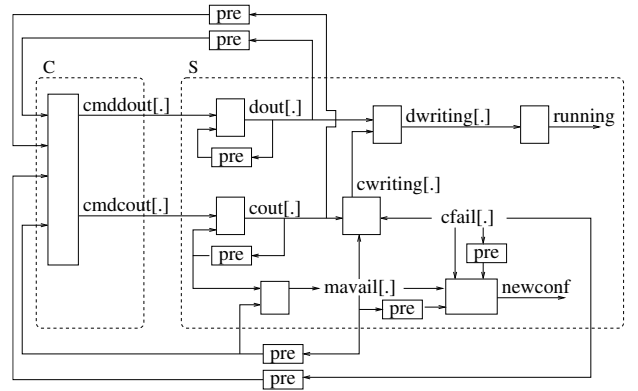 pre
pre
C
S
cmddout[.]
dout[.]
dwriting[.]
running
pre
cwriting[.]
cmdcout[.]
cout[.]
cfail[.]
pre
pre
mavail[.]
newconf
pre
pre
pre